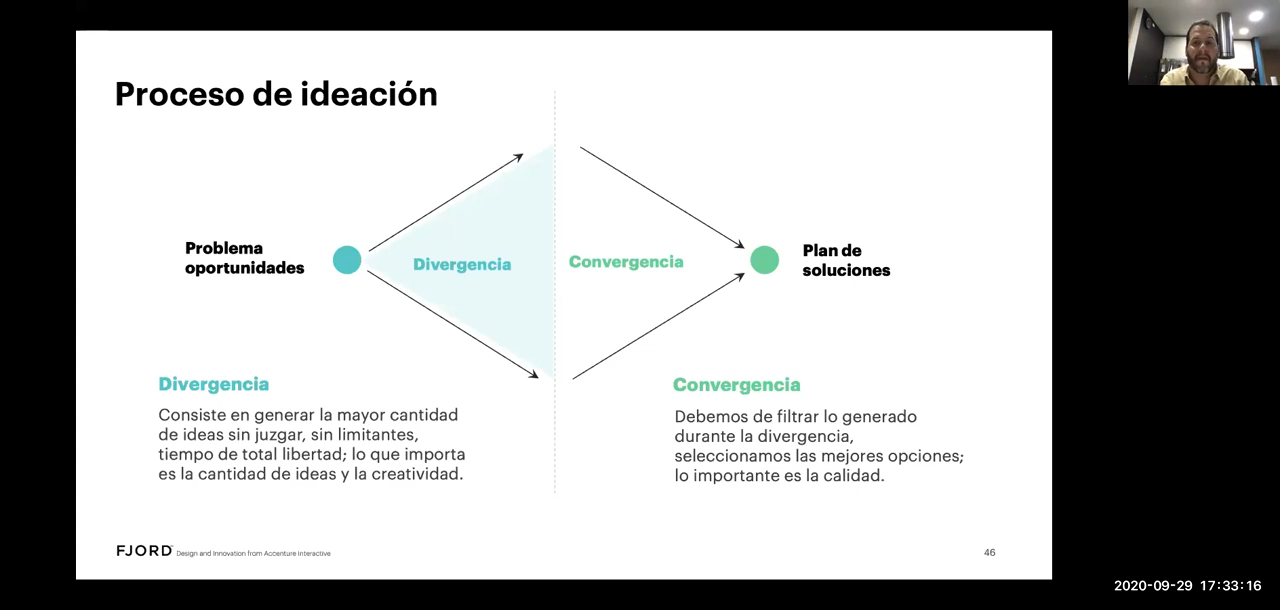 Proceso de ideación
Problema
oportunidades
Divergencia
Convergencia
Plan de
soluciones
Divergencia
Consiste en generar la mayor cantidad
de ideas sin juzgar, sin limitantes,
tiempo de total libertad; lo que importa
es la cantidad de ideas y la creatividad.
Convergencia
Debemos de filtrar lo generado
durante la divergencia,
seleccionamos las mejores opciones;
lo importante es la calidad.
FJORD Design and Innovation from Accenture Interactive
46
2020-09-29 17:33:16